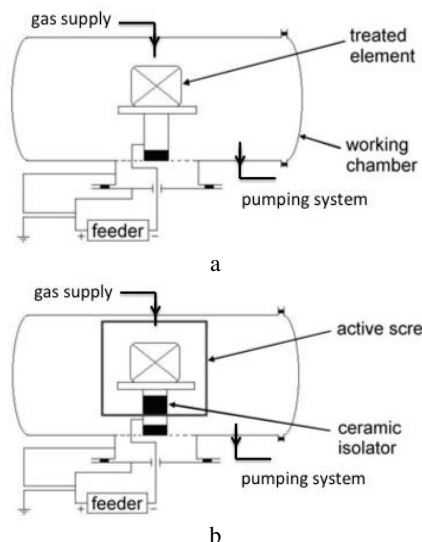 gas supply
treated
element
working
chamber
pumping system
+ feeder −
a
gas supply
active scre
ceramic
isolator
pumping system
+ feeder −
b